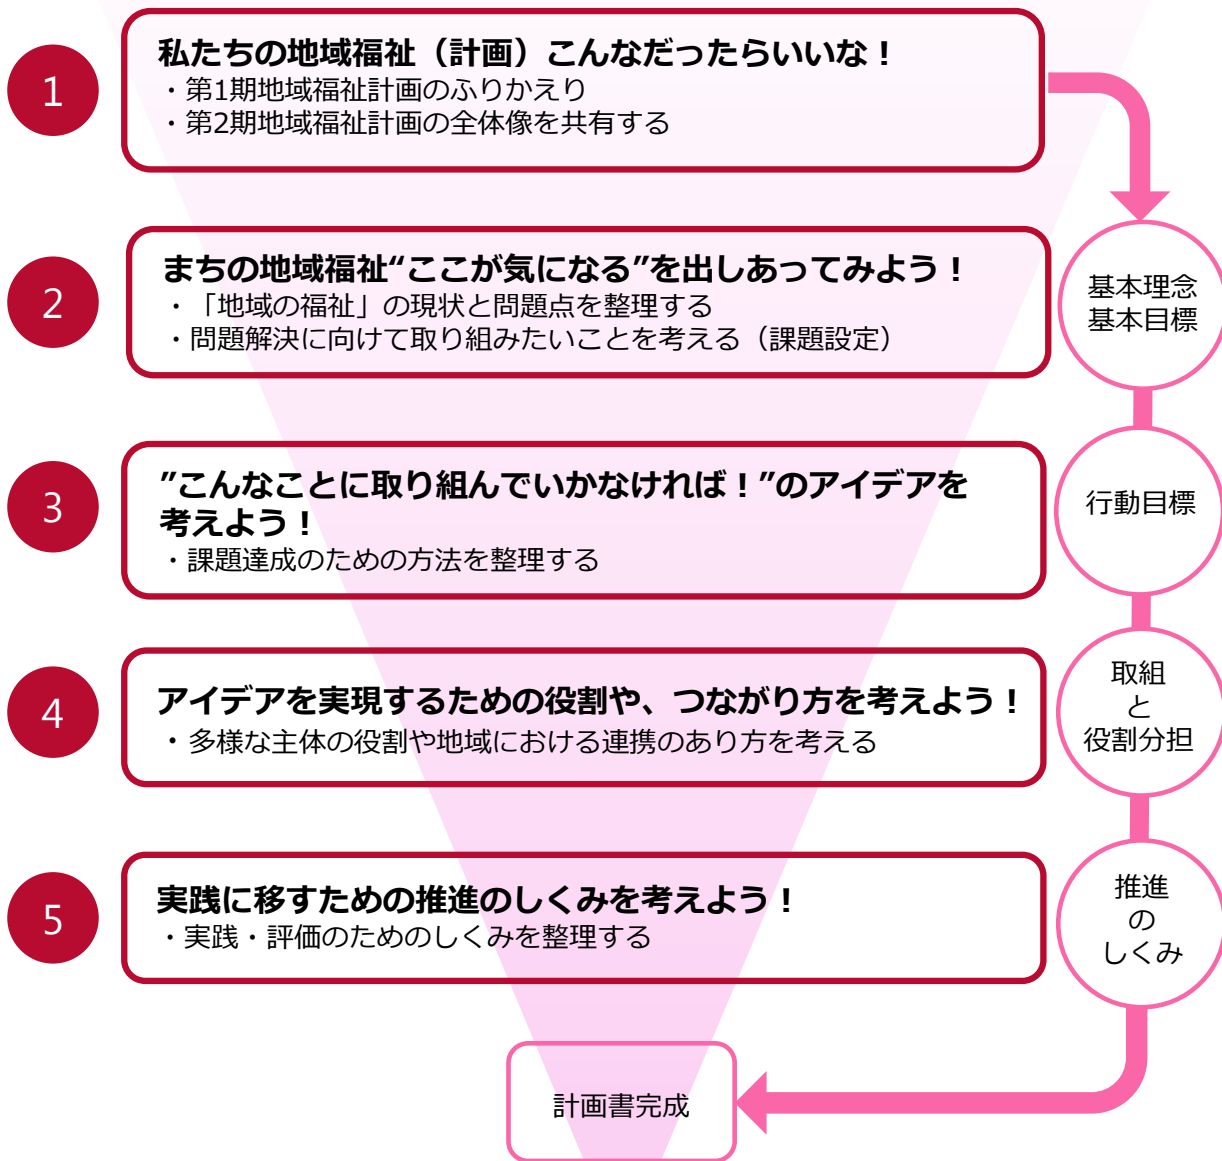 1
私たちの地域福祉（計画）こんなだったらいいな！
・第1期地域福祉計画のふりかえり
・第2期地域福祉計画の全体像を共有する
2
まちの地域福祉“ここが気になる”を出しあってみよう！
・「地域の福祉」の現状と問題点を整理する
・問題解決に向けて取り組みたいことを考える（課題設定）
基本理念
基本目標
3
”こんなことに取り組んでいかなければ！”のアイデアを
考えよう！
・課題達成のための方法を整理する
行動目標
4
アイデアを実現するための役割や、つながり方を考えよう！
・多様な主体の役割や地域における連携のあり方を考える
取組
と
役割分担
5
実践に移すための推進のしくみを考えよう！
・実践・評価のためのしくみを整理する
推進
の
しくみ
計画書完成